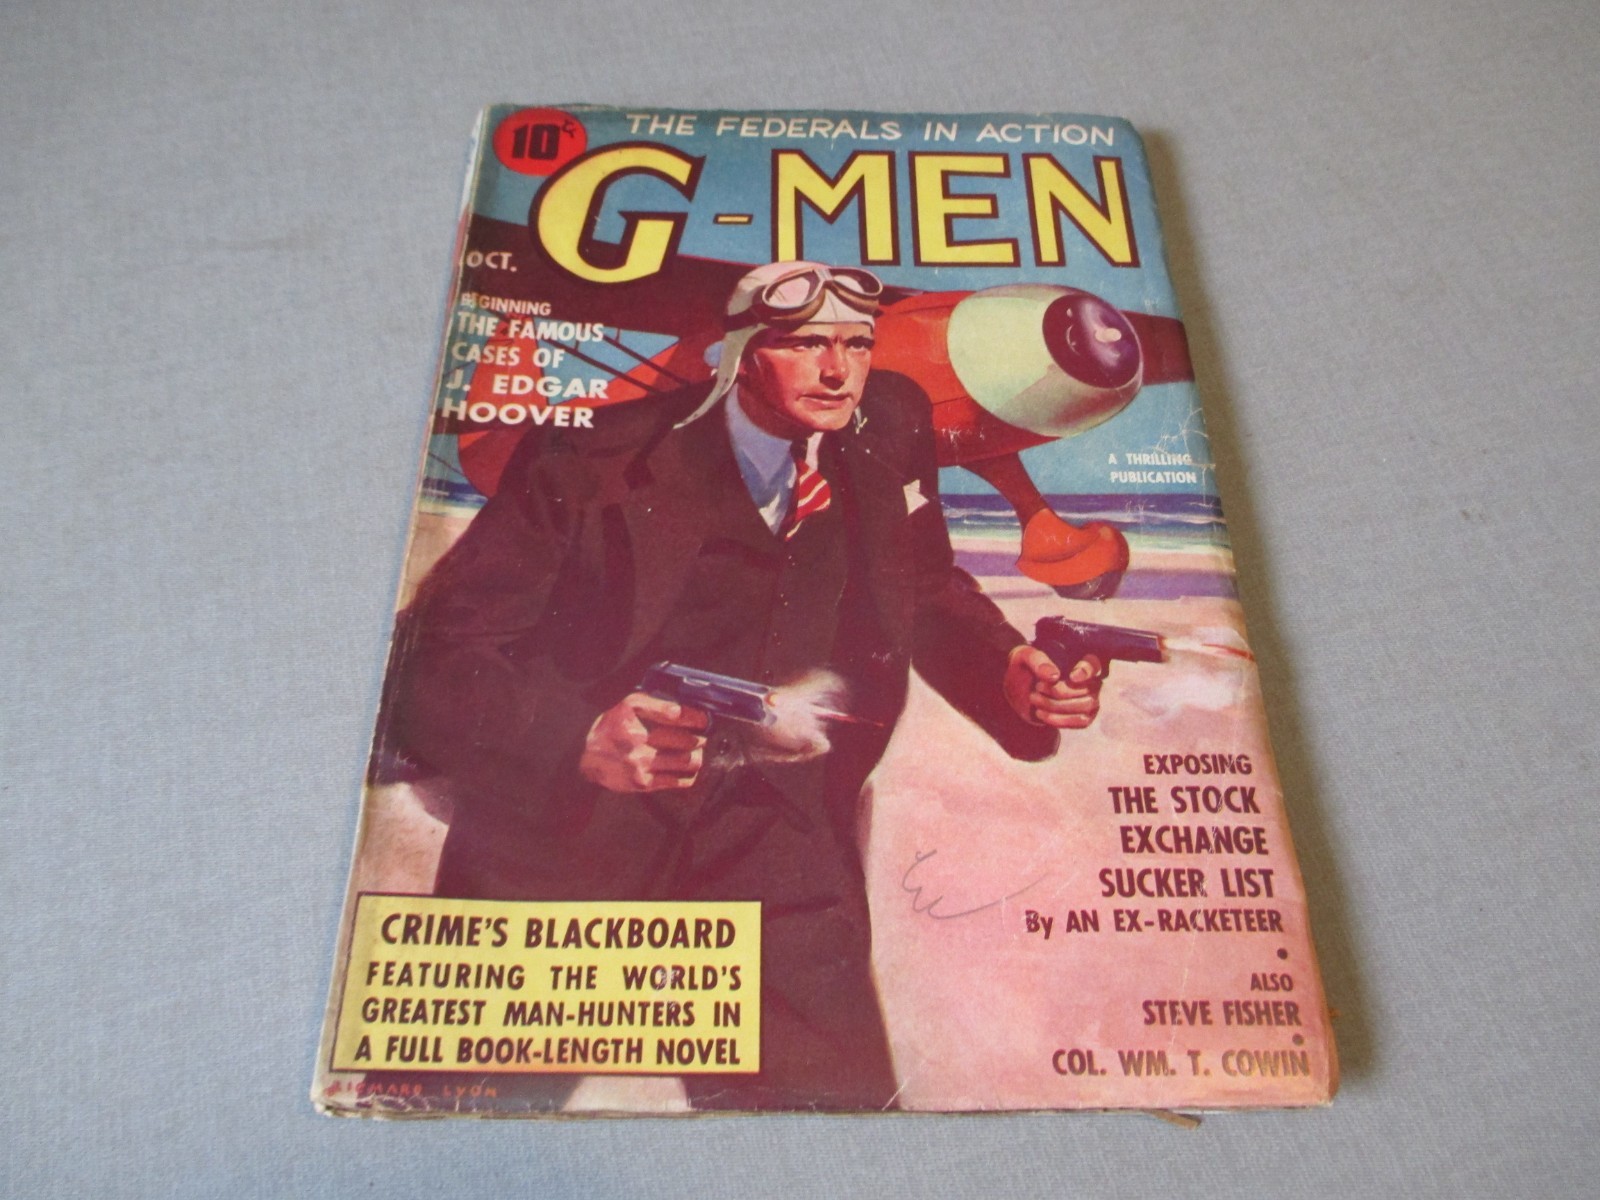 10¢
THE FEDERALS IN ACTION
G-MEN
OCT.
BEGINNING
THE FAMOUS
CASES OF
J. EDGAR
HOOVER
A THRILLING
PUBLICATION
EXPOSING
THE STOCK
EXCHANGE
SUCKER LIST
By AN EX-RACKETEER
•
ALSO
STEVE FISHER
•
COL. WM. T. COWIN
CRIME'S BLACKBOARD
FEATURING THE WORLD'S
GREATEST MAN-HUNTERS IN
A FULL BOOK-LENGTH NOVEL
RICHARD LYON